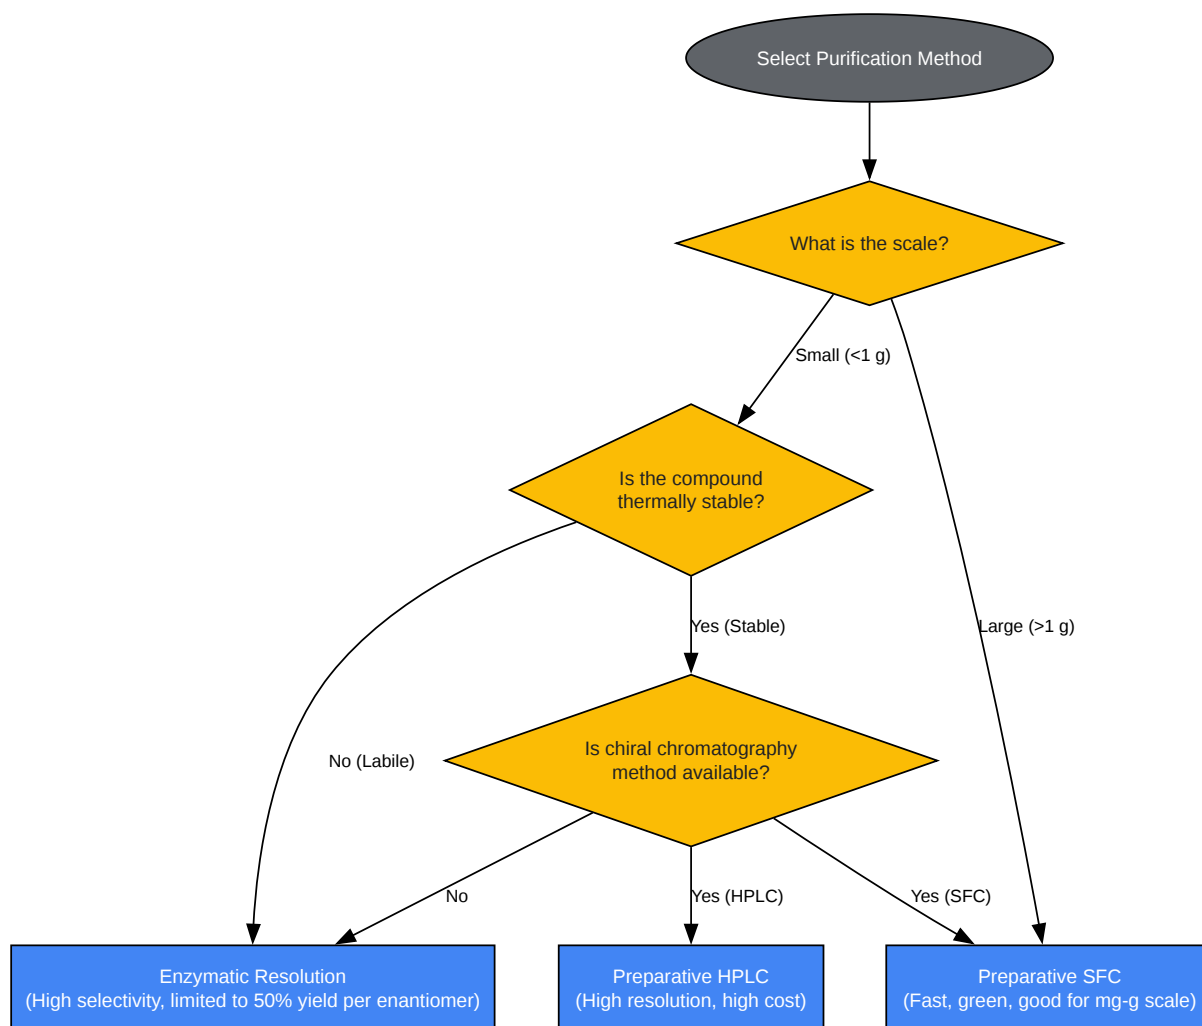 Select Purification Method
What is the scale?
Small (<1 g)
Is the compound
thermally stable?
Yes (Stable)
Large (>1 g)
No (Labile)
Is chiral chromatography
method available?
No
Yes (HPLC)
Yes (SFC)
Enzymatic Resolution
(High selectivity, limited to 50% yield per enantiomer)
Preparative HPLC
(High resolution, high cost)
Preparative SFC
(Fast, green, good for mg-g scale)